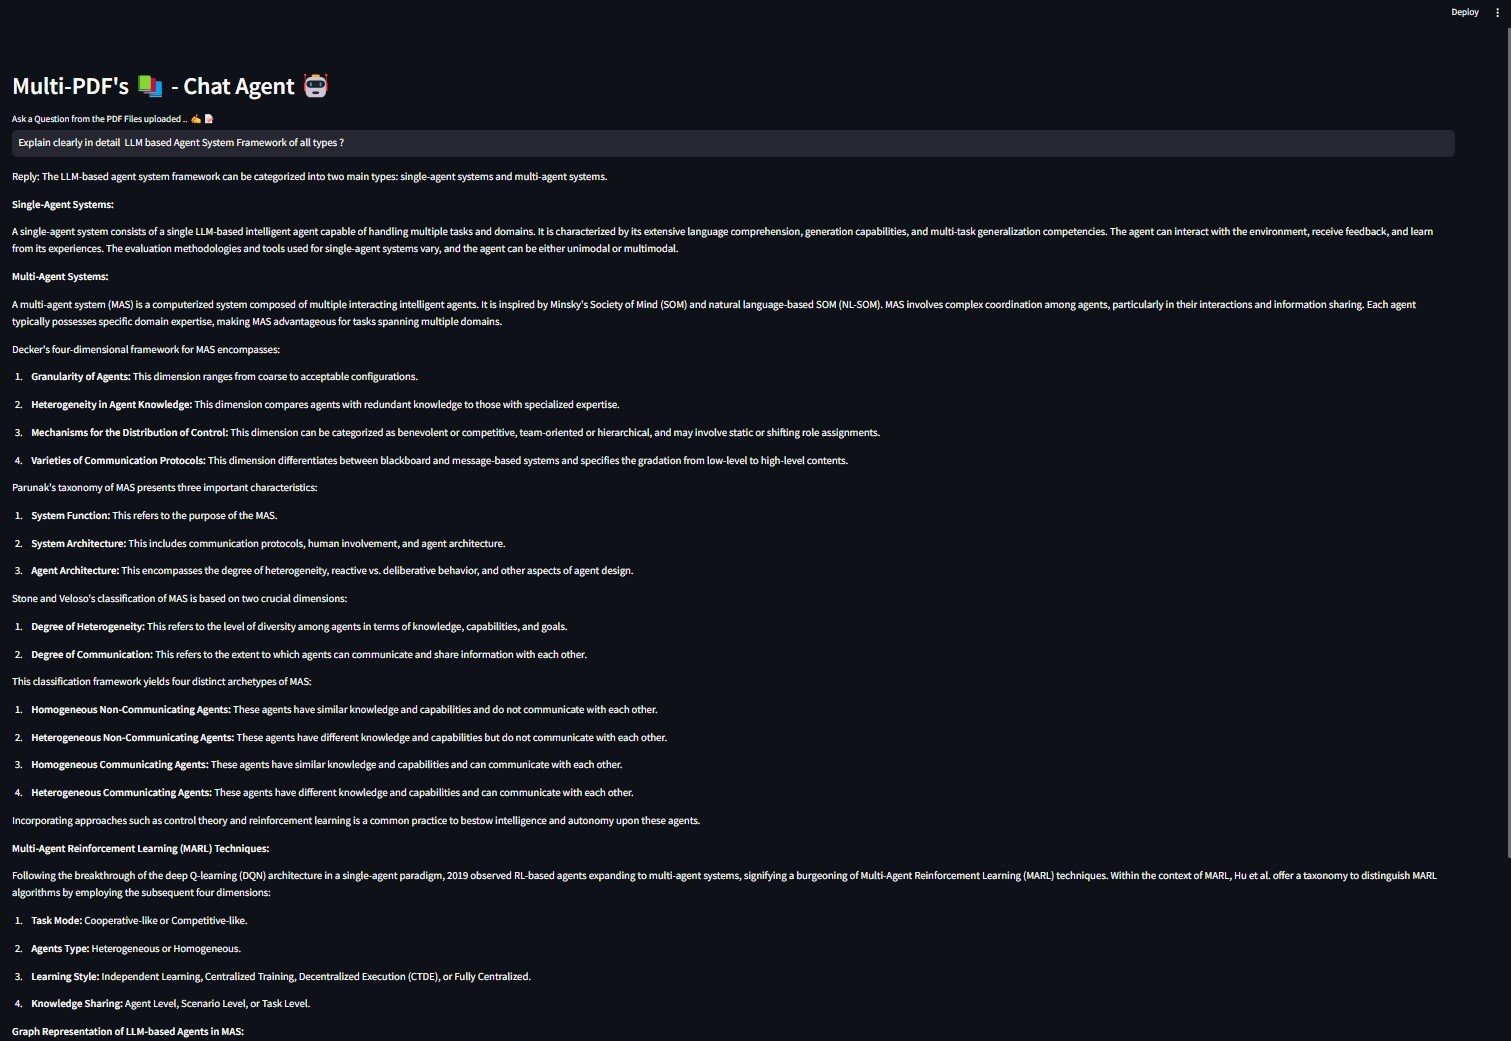 Deploy
Multi-PDF's 📚 - Chat Agent 🤖
Ask a Question from the PDF Files uploaded .. ✍️ 📝
Explain clearly in detail  LLM based Agent System Framework of all types ?
Reply: The LLM-based agent system framework can be categorized into two main types: single-agent systems and multi-agent systems.
Single-Agent Systems:
A single-agent system consists of a single LLM-based intelligent agent capable of handling multiple tasks and domains. It is characterized by its extensive language comprehension, generation capabilities, and multi-task generalization competencies. The agent can interact with the environment, receive feedback, and learn
from its experiences. The evaluation methodologies and tools used for single-agent systems vary, and the agent can be either unimodal or multimodal.
Multi-Agent Systems:
A multi-agent system (MAS) is a computerized system composed of multiple interacting intelligent agents. It is inspired by Minsky's Society of Mind (SOM) and natural language-based SOM (NL-SOM). MAS involves complex coordination among agents, particularly in their interactions and information sharing. Each agent
typically possesses specific domain expertise, making MAS advantageous for tasks spanning multiple domains.
Decker's four-dimensional framework for MAS encompasses:
1. Granularity of Agents: This dimension ranges from coarse to acceptable configurations.
2. Heterogeneity in Agent Knowledge: This dimension compares agents with redundant knowledge to those with specialized expertise.
3. Mechanisms for the Distribution of Control: This dimension can be categorized as benevolent or competitive, team-oriented or hierarchical, and may involve static or shifting role assignments.
4. Varieties of Communication Protocols: This dimension differentiates between blackboard and message-based systems and specifies the gradation from low-level to high-level contents.
Parunak's taxonomy of MAS presents three important characteristics:
1. System Function: This refers to the purpose of the MAS.
2. System Architecture: This includes communication protocols, human involvement, and agent architecture.
3. Agent Architecture: This encompasses the degree of heterogeneity, reactive vs. deliberative behavior, and other aspects of agent design.
Stone and Veloso's classification of MAS is based on two crucial dimensions:
1. Degree of Heterogeneity: This refers to the level of diversity among agents in terms of knowledge, capabilities, and goals.
2. Degree of Communication: This refers to the extent to which agents can communicate and share information with each other.
This classification framework yields four distinct archetypes of MAS:
1. Homogeneous Non-Communicating Agents: These agents have similar knowledge and capabilities and do not communicate with each other.
2. Heterogeneous Non-Communicating Agents: These agents have different knowledge and capabilities but do not communicate with each other.
3. Homogeneous Communicating Agents: These agents have similar knowledge and capabilities and can communicate with each other.
4. Heterogeneous Communicating Agents: These agents have different knowledge and capabilities and can communicate with each other.
Incorporating approaches such as control theory and reinforcement learning is a common practice to bestow intelligence and autonomy upon these agents.
Multi-Agent Reinforcement Learning (MARL) Techniques:
Following the breakthrough of the deep Q-learning (DQN) architecture in a single-agent paradigm, 2019 observed RL-based agents expanding to multi-agent systems, signifying a burgeoning of Multi-Agent Reinforcement Learning (MARL) techniques. Within the context of MARL, Hu et al. offer a taxonomy to distinguish MARL
algorithms by employing the subsequent four dimensions:
1. Task Mode: Cooperative-like or Competitive-like.
2. Agents Type: Heterogeneous or Homogeneous.
3. Learning Style: Independent Learning, Centralized Training, Decentralized Execution (CTDE), or Fully Centralized.
4. Knowledge Sharing: Agent Level, Scenario Level, or Task Level.
Graph Representation of LLM-based Agents in MAS: